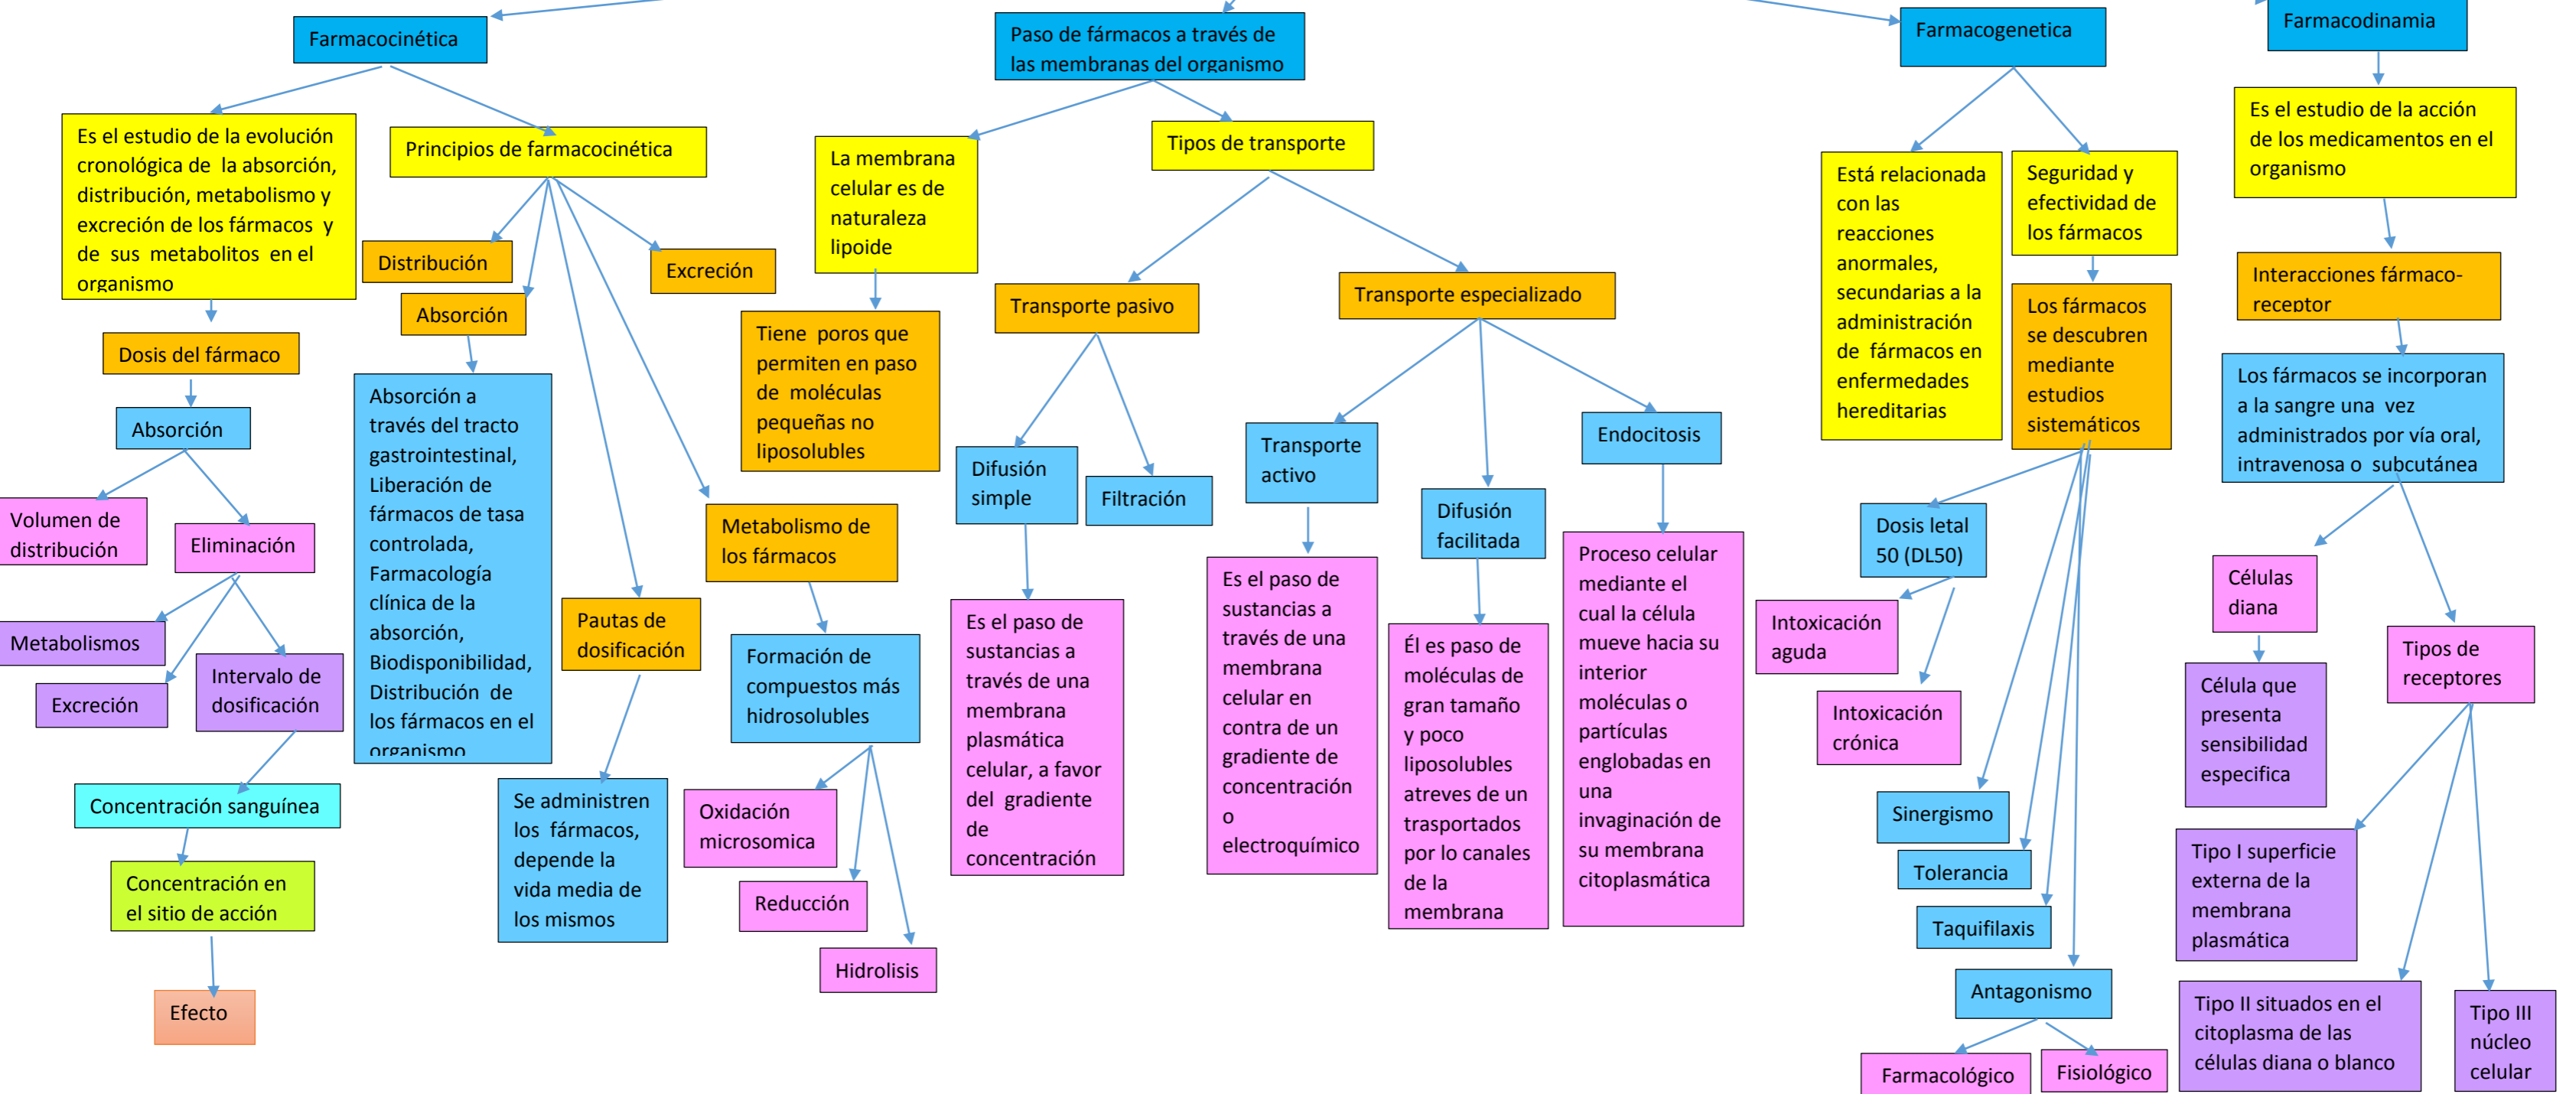 Farmacocinética
Es el estudio de la evolución
cronológica de la absorción,
distribución, metabolismo y
excreción de los fármacos y
de sus metabolitos en el
organismo
Dosis del fármaco
Absorción
Volumen de
distribución
Eliminación
Metabolismos
Excreción
Intervalo de
dosificación
Concentración sanguínea
Concentración en
el sitio de acción
Efecto
Principios de farmacocinética
Distribución
Absorción
Excreción
Absorción a
través del tracto
gastrointestinal,
Liberación de
fármacos de tasa
controlada,
Farmacología
clínica de la
absorción,
Biodisponibilidad,
Distribución de
los fármacos en el
organismo
Pautas de
dosificación
Se administren
los fármacos,
depende la
vida media de
los mismos
Metabolismo de
los fármacos
Formación de
compuestos más
hidrosolubles
Oxidación
microsomica
Reducción
Hidrolisis
Paso de fármacos a través de
las membranas del organismo
La membrana
celular es de
naturaleza
lipoide
Tiene poros que
permiten en paso
de moléculas
pequeñas no
liposolubles
Tipos de transporte
Transporte pasivo
Difusión
simple
Filtración
Es el paso de
sustancias a
través de una
membrana
plasmática
celular, a favor
del gradiente
de
concentración
Transporte especializado
Transporte
activo
Es el paso de
sustancias a
través de una
membrana
celular en
contra de un
gradiente de
concentración
o
electroquímico
Difusión
facilitada
Él es paso de
moléculas de
gran tamaño
y poco
liposolubles
atreves de un
trasportados
por lo canales
de la
membrana
Endocitosis
Proceso celular
mediante el
cual la célula
mueve hacia su
interior
moléculas o
partículas
englobadas en
una
invaginación de
su membrana
citoplasmática
Farmacogenetica
Está relacionada
con las
reacciones
anormales,
secundarias a la
administración
de fármacos en
enfermedades
hereditarias
Seguridad y
efectividad de
los fármacos
Los fármacos
se descubren
mediante
estudios
sistemáticos
Dosis letal
50 (DL50)
Intoxicación
aguda
Intoxicación
crónica
Sinergismo
Tolerancia
Taquifilaxis
Antagonismo
Farmacológico
Fisiológico
Farmacodinamia
Es el estudio de la acción
de los medicamentos en el
organismo
Interacciones fármaco-
receptor
Los fármacos se incorporan
a la sangre una vez
administrados por vía oral,
intravenosa o subcutánea
Células
diana
Célula que
presenta
sensibilidad
especifica
Tipos de
receptores
Tipo I superficie
externa de la
membrana
plasmática
Tipo II situados en el
citoplasma de las
células diana o blanco
Tipo III
núcleo
celular